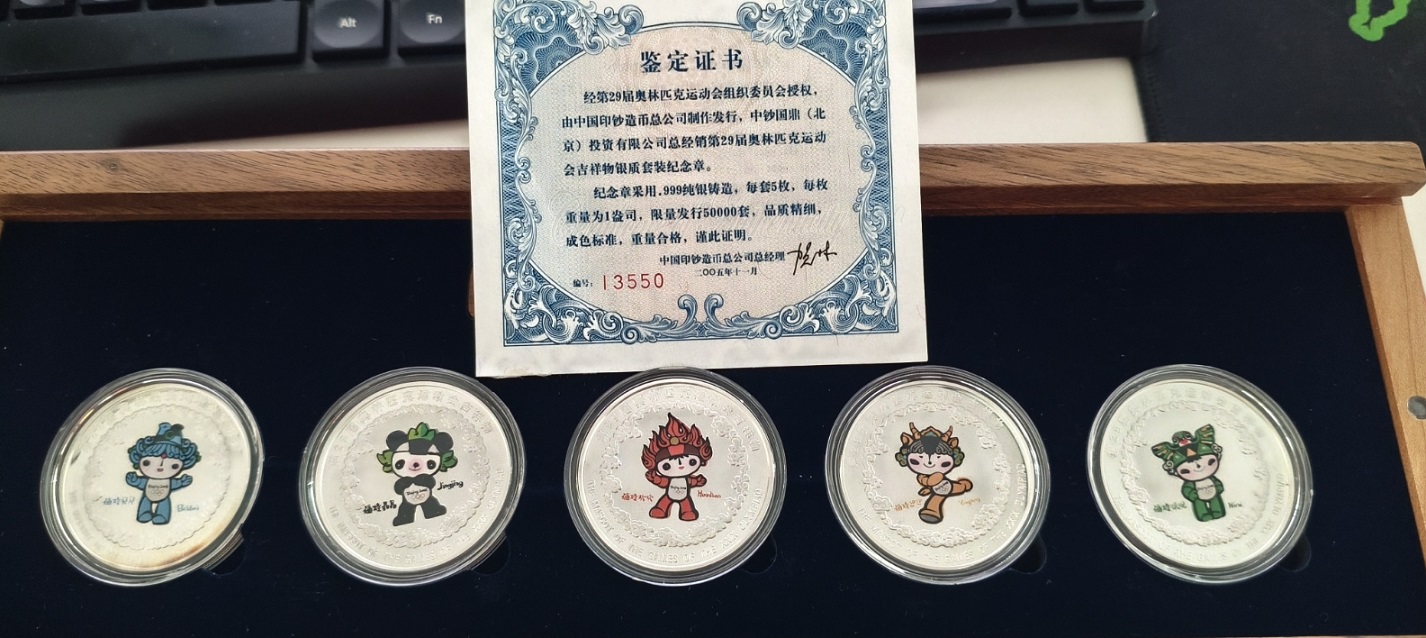 Alt
Fn
鉴定证书
经第29届奥林匹克运动会组织委员会授权，
由中国印钞造币总公司制作发行，中钞国鼎（北
京）投资有限公司总经销第29届奥林匹克运动
会吉祥物银质套装纪念章。
纪念章采用.999纯银铸造，每套5枚，每枚
重量为1盎司，限量发行50000套，品质精细，
成色标准，重量合格，谨此证明。
中国印钞造币总公司总经理
二〇〇五年十一月
编号：13550
福娃贝贝
Beibei
福娃晶晶
Jingjing
福娃欢欢
Huanhuan
福娃迎迎
Yingying
福娃妮妮
Nini